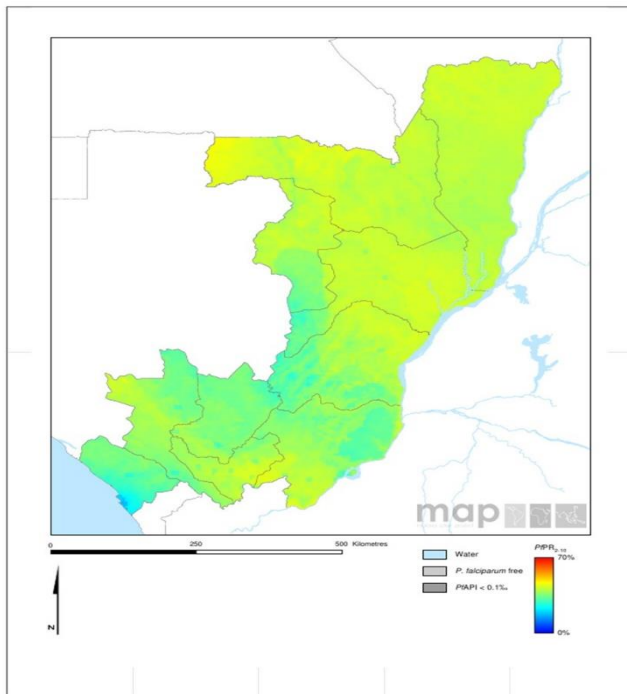 map
0 250 500 Kilometres
Water
P. falciparum free
PfAPI < 0.1‰
PfPR2-10
70%
0%
N